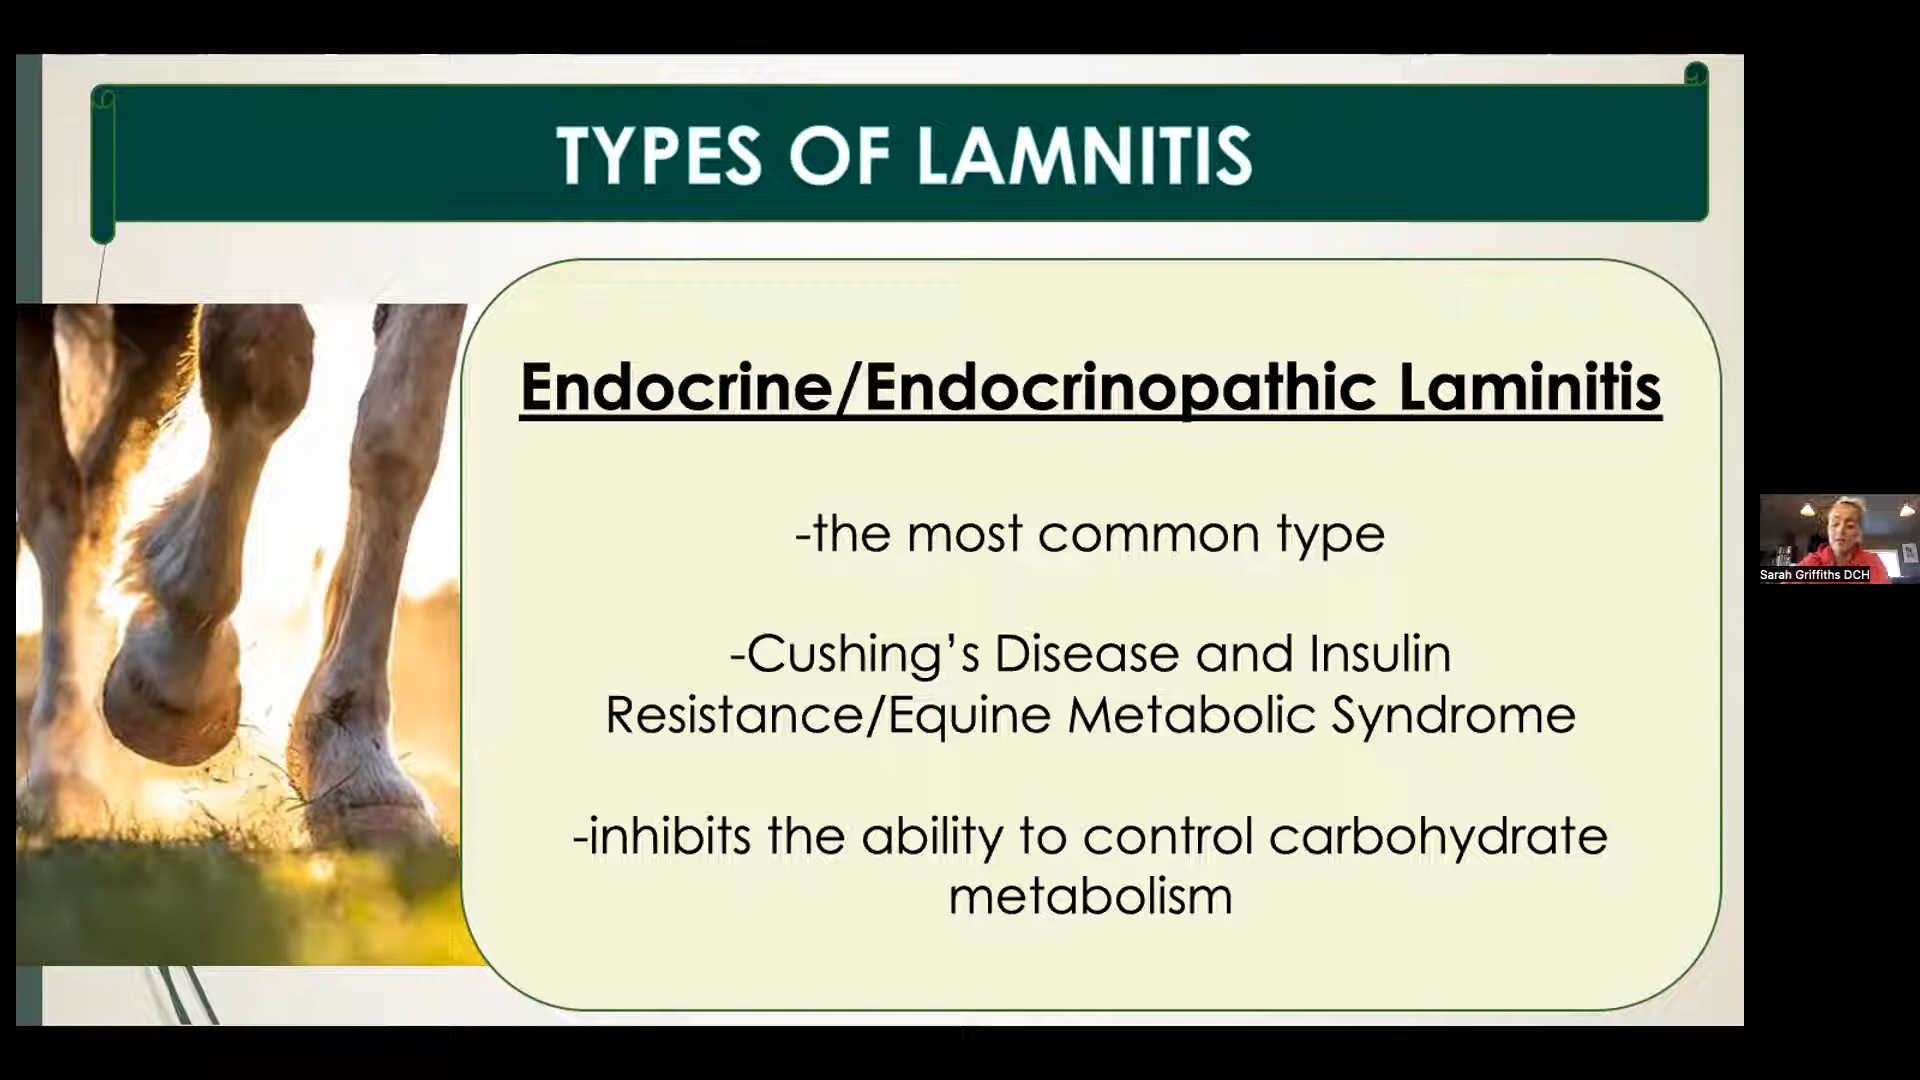 TYPES OF LAMNITIS
Endocrine/Endocrinopathic Laminitis
-the most common type
-Cushing’s Disease and Insulin
Resistance/Equine Metabolic Syndrome
-inhibits the ability to control carbohydrate
metabolism
Sarah Griffiths DCH